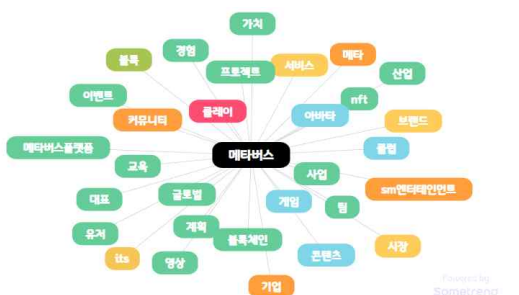 가치
블록
경험
프로젝트
서비스
메타
산업
이벤트
커뮤니티
플레이
아바타
nft
브랜드
메타버스플랫폼
메타버스
플랩
교육
사업
sm엔터테인먼트
대표
글로벌
게임
팀
유저
계획
블록체인
시장
its
영상
콘텐츠
기업
Powered by
Sometrend